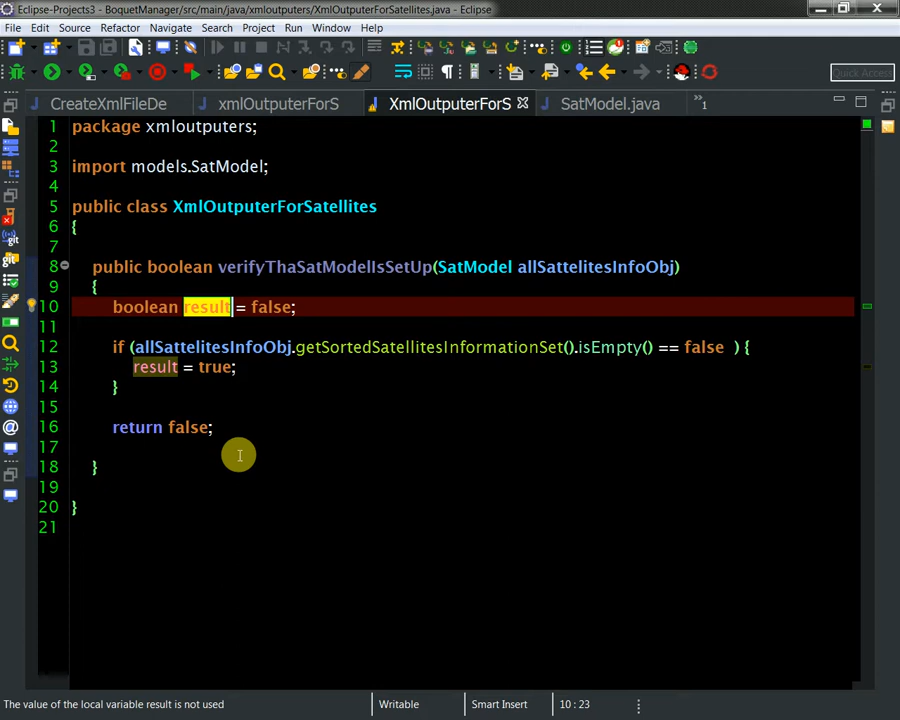 Eclipse-Projects3 - BoquetManager/src/main/java/xmloutputers/XmlOutputerForSatellites.java - Eclipse
File Edit Source Refactor Navigate Search Project Run Window Help
Quick Access
CreateXmlFileDe xmlOutputerForS XmlOutputerForS SatModel.java »1
1 package xmloutputers;
2
3 import models.SatModel;
4
5 public class XmlOutputerForSatellites
6 {
7
8 public boolean verifyThaSatModelIsSetUp(SatModel allSattelitesInfoObj)
9 {
10 boolean result = false;
11
12 if (allSattelitesInfoObj.getSortedSatellitesInformationSet().isEmpty() == false ) {
13 result = true;
14 }
15
16 return false;
17
18 }
19
20 }
21
git
git
The value of the local variable result is not used Writable Smart Insert 10 : 23